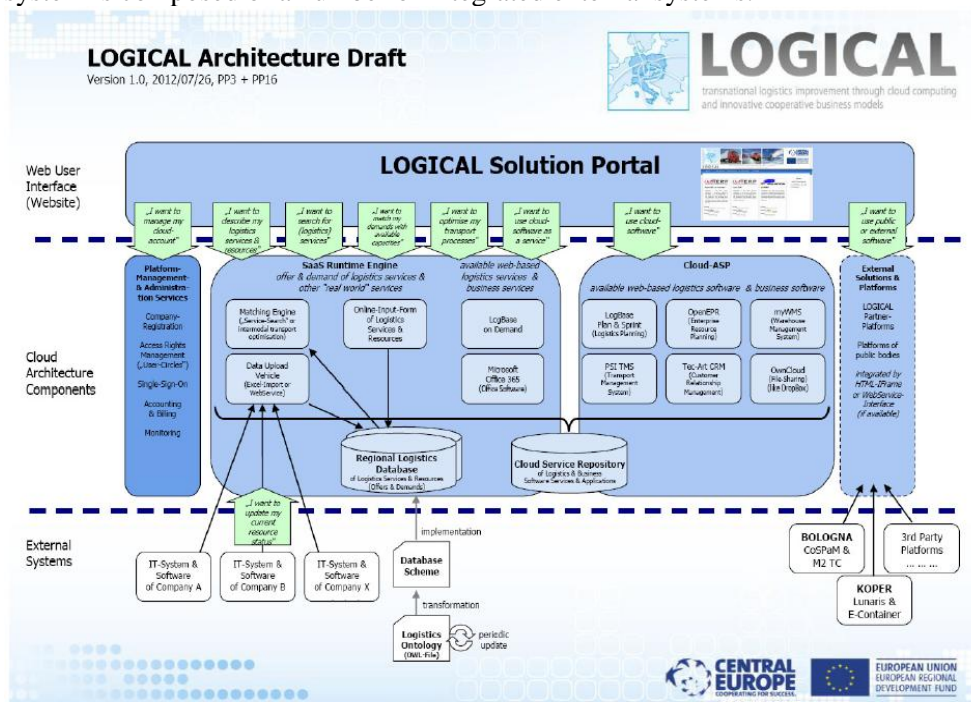 system is composed of a number of integrated external systems.
LOGICAL Architecture Draft
Version 1.0, 2012/07/26, PP3 + PP16
LOGICAL
transnational logistics improvement through cloud computing
and innovative cooperative business models
Web User
Interface
(Website)
LOGICAL Solution Portal
„I want to
manage my
cloud-
account"
„I want to
describe my
logistics
services &
resources"
„I want to
search for
(logistics)
services"
„I want to
match my
demands with
available
capacities"
„I want to
optimise my
transport
processes"
„I want to
use cloud-
software as
a service"
„I want to
use cloud-
software"
„I want to
use public
or external
software"
Cloud
Architecture
Components
Platform-
Management-
& Administra-
tion Services
Company-
Registration
Access Rights
Management
(„User-Circles")
Single-Sign-On
Accounting
& Billing
Monitoring
SaaS Runtime Engine
offer & demand of logistics services &
other "real world" services
available web-based
logistics services &
business services
Matching Engine
(„Service-Search" or
intermodal transport
optimisation)
Online-Input-Form
of Logistics
Services &
Resources
LogBase
on Demand
Data Upload
Vehicle
(Excel-Import or
WebService)
Microsoft
Office 365
(Office Software)
Regional Logistics
Database
of Logistics Services & Resources
(Offers & Demands)
Cloud Service Repository
of Logistics & Business
Software Services & Applications
Cloud-ASP
available web-based logistics software & business software
LogBase
Plan & Sprint
(Logistics Planning)
OpenEPR
(Enterprise
Resource
Planning)
myWMS
(Warehouse
Management
System)
PSI TMS
(Transport
Management
System)
Tec-Art CRM
(Customer
Relationship
Management)
OwnCloud
(File-Sharing)
(like DropBox)
External
Solutions &
Platforms
LOGICAL
Partner-
Platforms
Platforms of
public bodies
integrated by
HTML-IFrame
or WebService-
Interface
(if available)
„I want to
update my
current
resource
status"
External
Systems
IT-System &
Software
of Company A
IT-System &
Software
of Company B
IT-System &
Software
of Company X
implementation
Database
Scheme
transformation
Logistics
Ontology
(OWL-File)
periodic
update
BOLOGNA
CoSPaM &
M2 TC
KOPER
Lunaris &
E-Container
3rd Party
Platforms
... ... ...
CENTRAL
EUROPE
COOPERATING FOR SUCCESS.
EUROPEAN UNION
EUROPEAN REGIONAL
DEVELOPMENT FUND